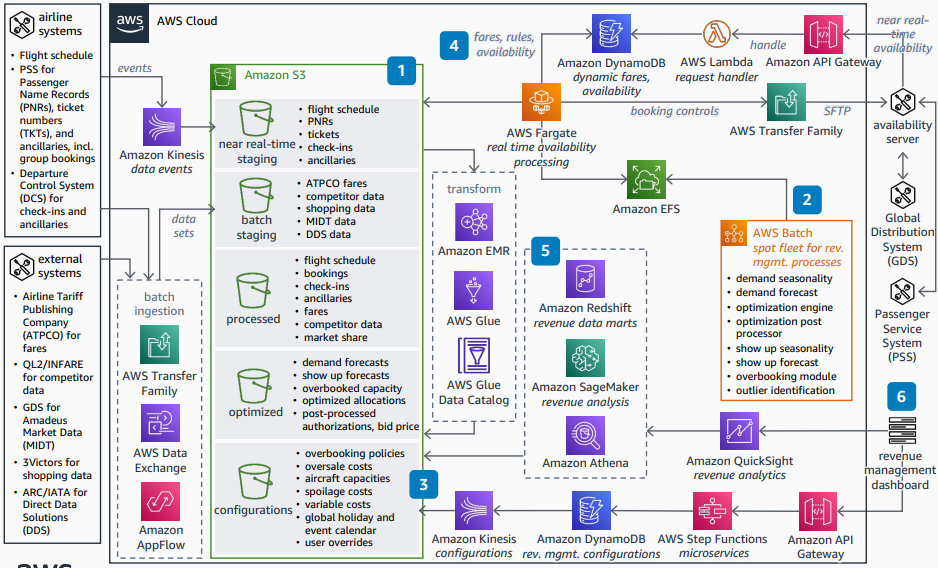 airline
systems
• Flight schedule
• PSS for
Passenger
Name Records
(PNRs), ticket
numbers
(TKTs), and
ancillaries, incl.
group bookings
• Departure
Control System
(DCS) for
check-ins and
ancillaries
external
systems
• Airline Tariff
Publishing
Company
(ATPCO) for
fares
• QL2/INFARE
for competitor
data
• GDS for
Amadeus
Market Data
(MIDT)
• 3Victors for
shopping data
• ARC/IATA for
Direct Data
Solutions
(DDS)
aws
aws
AWS Cloud
events
Amazon Kinesis
data events
data
sets
batch
ingestion
AWS Transfer
Family
AWS Data
Exchange
Amazon
AppFlow
Amazon S3
1
near real-time
staging
• flight schedule
• PNRs
• tickets
• check-ins
• ancillaries
batch
staging
• ATPCO fares
• competitor data
• shopping data
• MIDT data
• DDS data
processed
• flight schedule
• bookings
• check-ins
• ancillaries
• fares
• competitor data
• market share
optimized
• demand forecasts
• show up forecasts
• overbooked capacity
• optimized allocations
• post-processed
authorizations, bid price
configurations
• overbooking policies
• oversale costs
• aircraft capacities
• spoilage costs
• variable costs
• global holiday and
event calendar
• user overrides
3
transform
Amazon EMR
AWS Glue
AWS Glue
Data Catalog
4
fares, rules,
availability
Amazon DynamoDB
dynamic fares,
availability
AWS Lambda
request handler
handle
Amazon API Gateway
near real-
time
availability
AWS Fargate
real time availability
processing
booking controls
AWS Transfer Family
SFTP
availability
server
Amazon EFS
2
AWS Batch
spot fleet for rev.
mgmt. processes
• demand seasonality
• demand forecast
• optimization engine
• optimization post
processor
• show up seasonality
• show up forecast
• overbooking module
• outlier identification
Global
Distribution
System
(GDS)
Passenger
Service
System
(PSS)
5
Amazon Redshift
revenue data marts
Amazon SageMaker
revenue analysis
Amazon Athena
Amazon QuickSight
revenue analytics
6
revenue
management
dashboard
Amazon Kinesis
configurations
Amazon DynamoDB
rev. mgmt. configurations
AWS Step Functions
microservices
Amazon API
Gateway